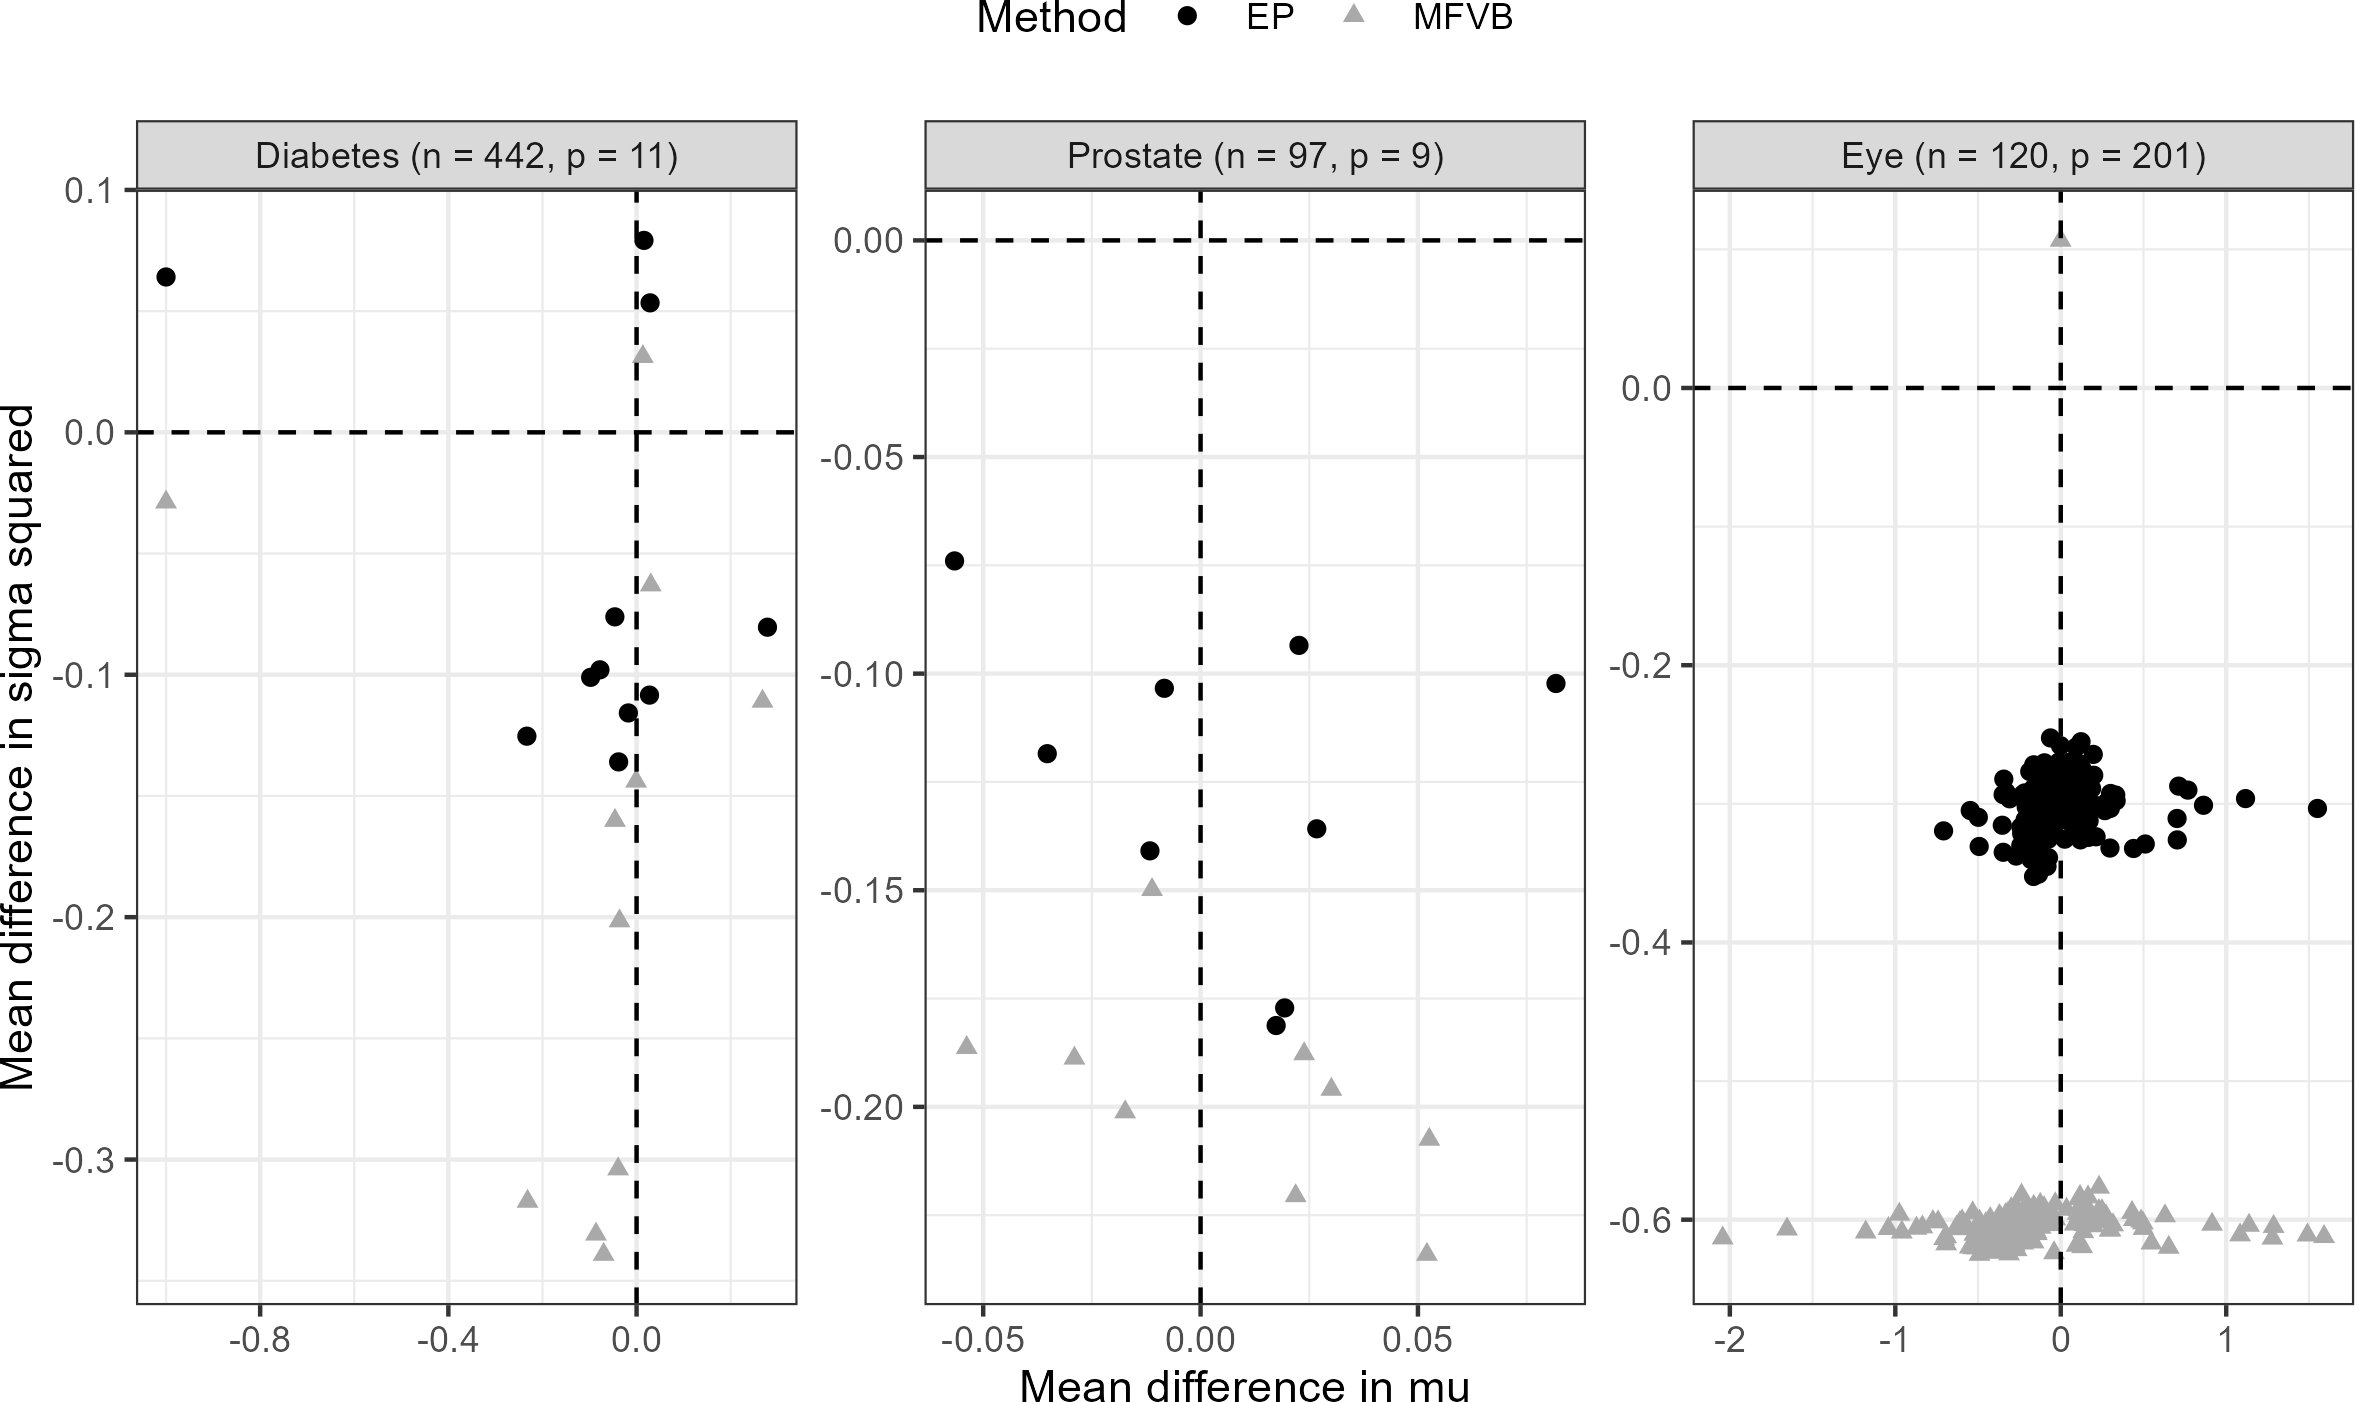 Method EP MFVB
Diabetes (n = 442, p = 11)
Prostate (n = 97, p = 9)
Eye (n = 120, p = 201)
Mean difference in sigma squared
0.1
0.0
-0.1
-0.2
-0.3
0.00
-0.05
-0.10
-0.15
-0.20
0.0
-0.2
-0.4
-0.6
-0.8 -0.4 0.0
-0.05 0.00 0.05
-2 -1 0 1
Mean difference in mu